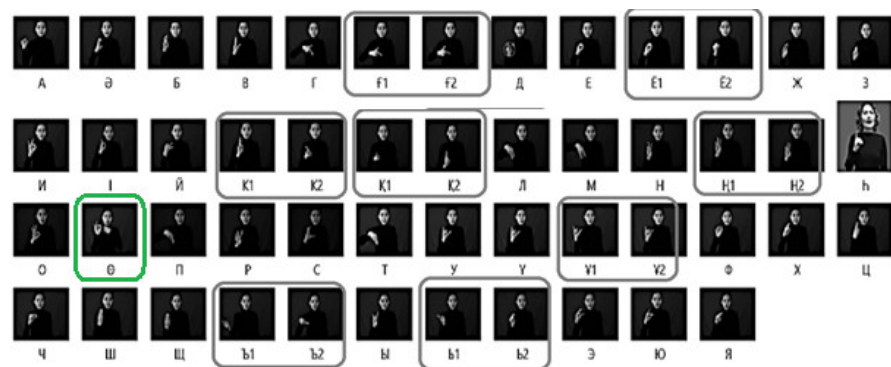 А Ә Б В Г Ғ1 Ғ2 Д Е Ё1 Ё2 Ж З
И І Й К1 К2 Қ1 Қ2 Л М Н Ң1 Ң2 Һ
О Ө П Р С Т У Ү Ұ1 Ұ2 Ф Х Ц
Ч Ш Щ Ъ1 Ъ2 Ы Ь1 Ь2 Э Ю Я